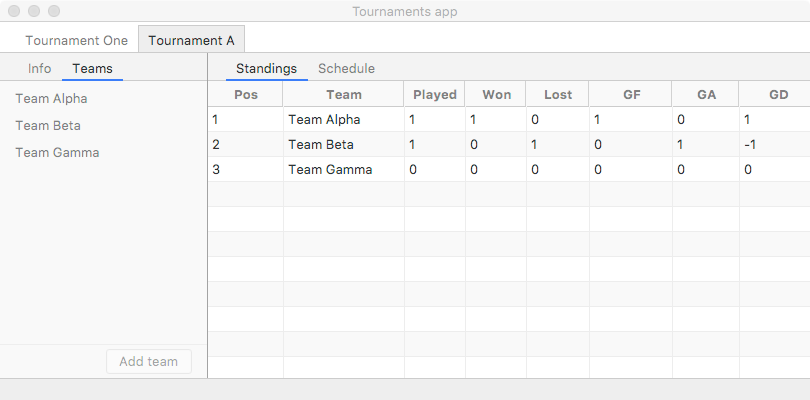 Tournaments app
Tournament One Tournament A
Info Teams
Team Alpha
Team Beta
Team Gamma
Add team
Standings Schedule
Pos Team Played Won Lost GF GA GD
1 Team Alpha 1 1 0 1 0 1
2 Team Beta 1 0 1 0 1 -1
3 Team Gamma 0 0 0 0 0 0